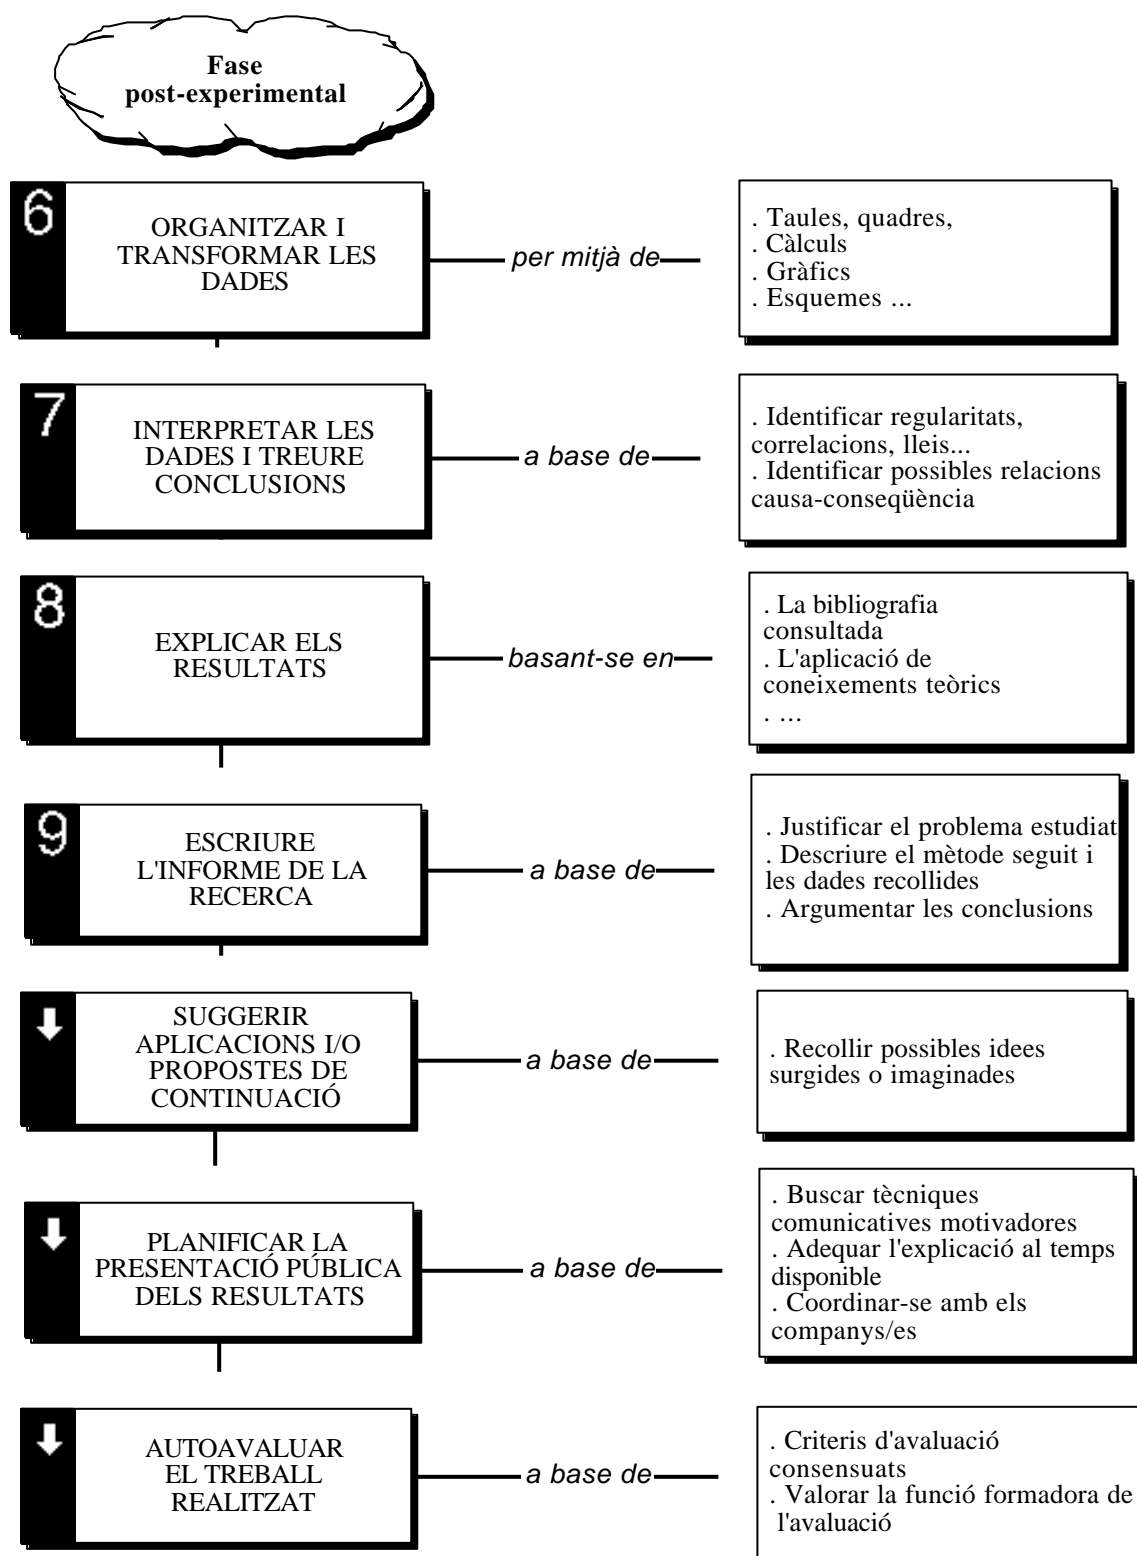 Fase
post-experimental
6
ORGANITZAR I
TRANSFORMAR LES
DADES
per mitjà de
. Taules, quadres,
. Càlculs
. Gràfics
. Esquemes ...
7
INTERPRETAR LES
DADES I TREURE
CONCLUSIONS
a base de
. Identificar regularitats,
correlacions, lleis...
. Identificar possibles relacions
causa-conseqüència
8
EXPLICAR ELS
RESULTATS
basant-se en
. La bibliografia
consultada
. L'aplicació de
coneixements teòrics
. ...
9
ESCRIURE
L'INFORME DE LA
RECERCA
a base de
. Justificar el problema estudiat
. Descriure el mètode seguit i
les dades recollides
. Argumentar les conclusions
SUGGERIR
APLICACIONS I/O
PROPOSTES DE
CONTINUACIÓ
a base de
. Recollir possibles idees
surgides o imaginades
PLANIFICAR LA
PRESENTACIÓ PÚBLICA
DELS RESULTATS
a base de
. Buscar tècniques
comunicatives motivadores
. Adequar l'explicació al temps
disponible
. Coordinar-se amb els
companys/es
AUTOAVALUAR
EL TREBALL
REALITZAT
a base de
. Criteris d'avaluació
consensuats
. Valorar la funció formadora de
l'avaluació